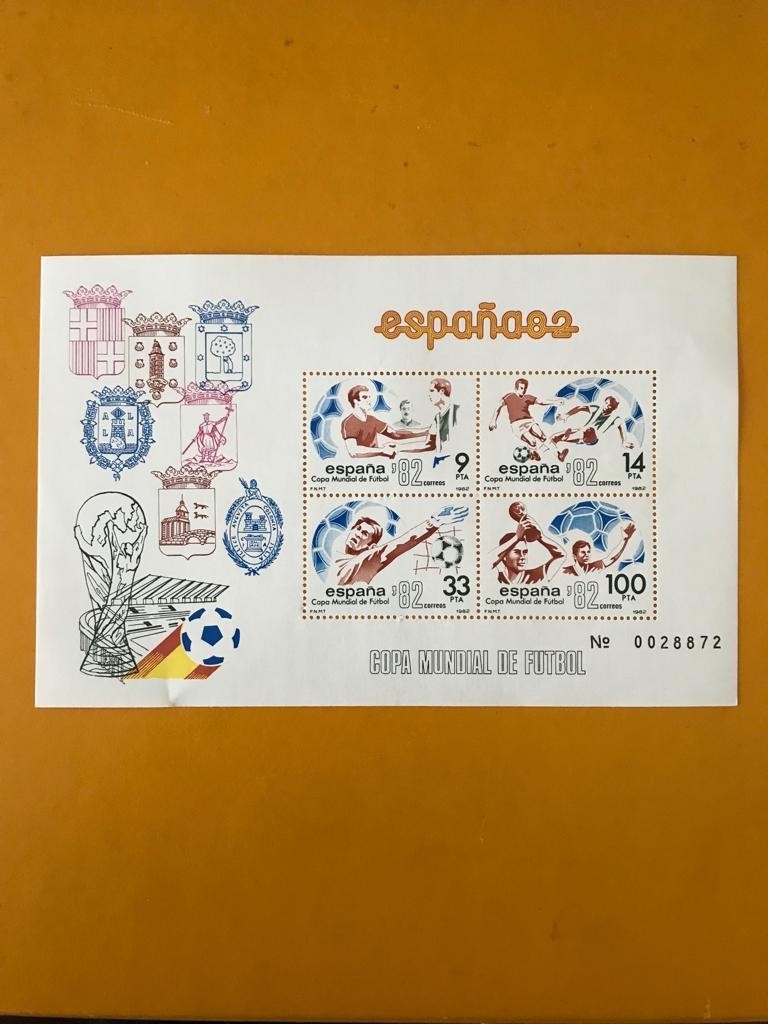 españa82
españa '82 9
Copa Mundial de Fútbol correos PTA
F.N.M.T. 1982
españa '82 14
Copa Mundial de Fútbol correos PTA
F.N.M.T. 1982
españa '82 33
Copa Mundial de Fútbol correos PTA
F.N.M.T. 1982
españa '82 100
Copa Mundial de Fútbol correos PTA
F.N.M.T. 1982
Nº 0028872
COPA MUNDIAL DE FUTBOL
A L
L A